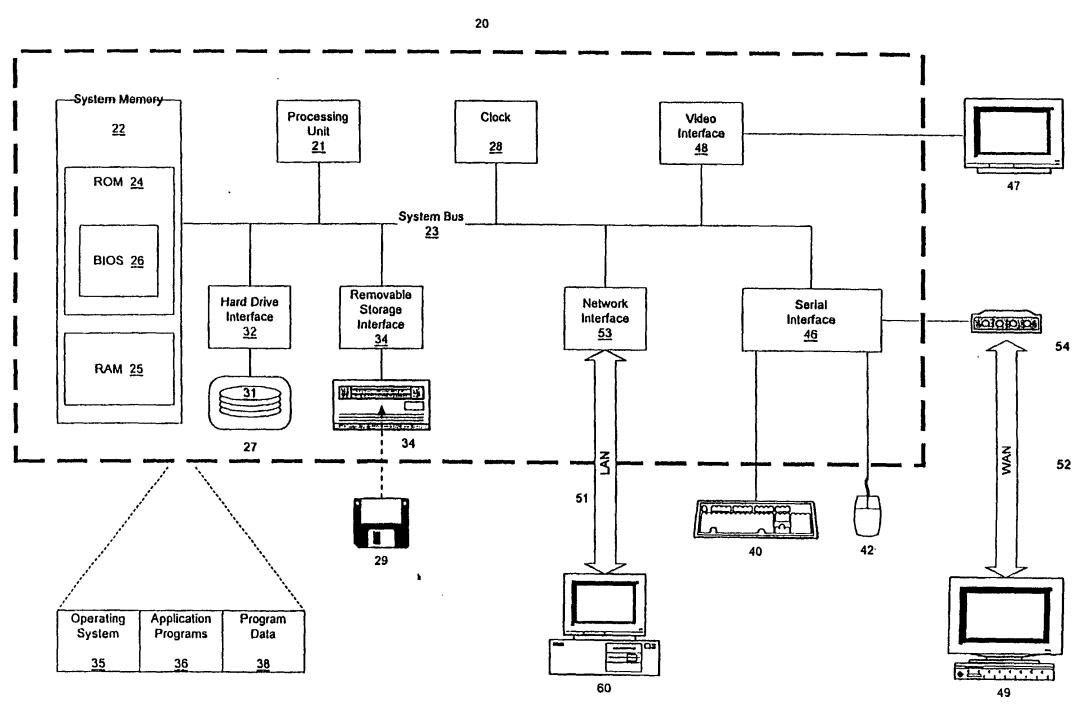 20
System Memory
22
ROM 24
BIOS 26
RAM 25
Processing
Unit
21
Clock
28
Video
Interface
48
47
System Bus
23
Hard Drive
Interface
32
31
27
Removable
Storage
Interface
34
34
29
Network
Interface
53
Serial
Interface
46
54
LAN
51
WAN
52
40
42
60
49
Operating
System
35
Application
Programs
36
Program
Data
38